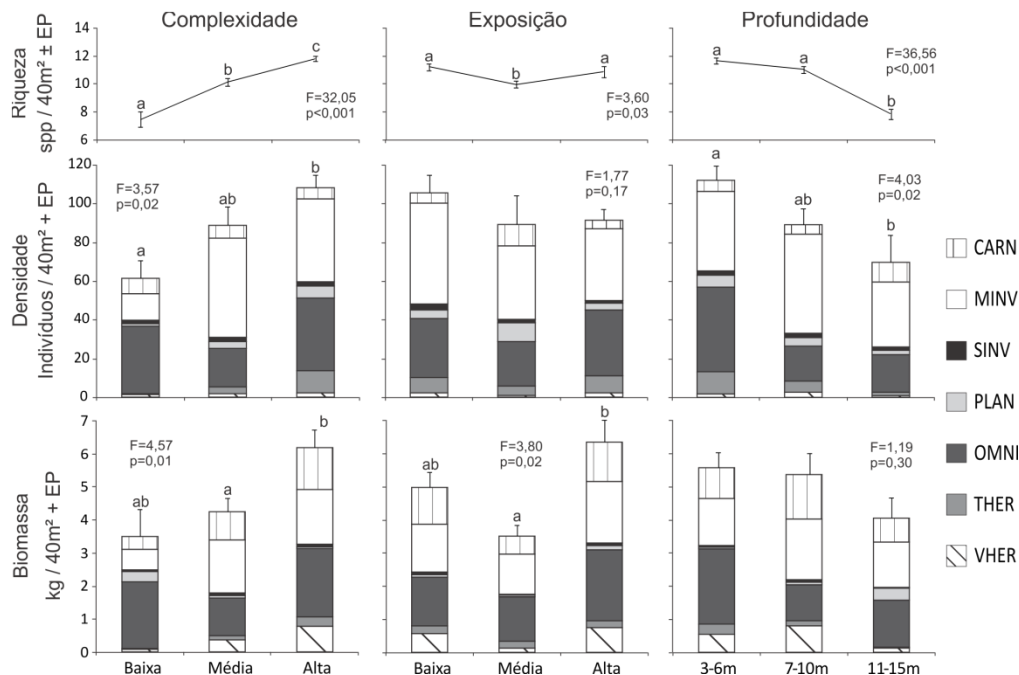 Complexidade
Exposição
Profundidade
Riqueza
spp / 40m² ± EP
14
12
10
8
6
a
b
c
F=32,05
p<0,001
a
b
a
F=3,60
p=0,03
a
a
b
F=36,56
p<0,001
Densidade
Indivíduos / 40m² + EP
120
100
80
60
40
20
0
F=3,57
p=0,02
a
ab
b
F=1,77
p=0,17
a
ab
b
F=4,03
p=0,02
Biomassa
kg / 40m² + EP
7
6
5
4
3
2
1
0
F=4,57
p=0,01
ab
a
b
ab
F=3,80
p=0,02
a
b
F=1,19
p=0,30
Baixa
Média
Alta
Baixa
Média
Alta
3-6m
7-10m
11-15m
CARN
MINV
SINV
PLAN
OMNI
THER
VHER